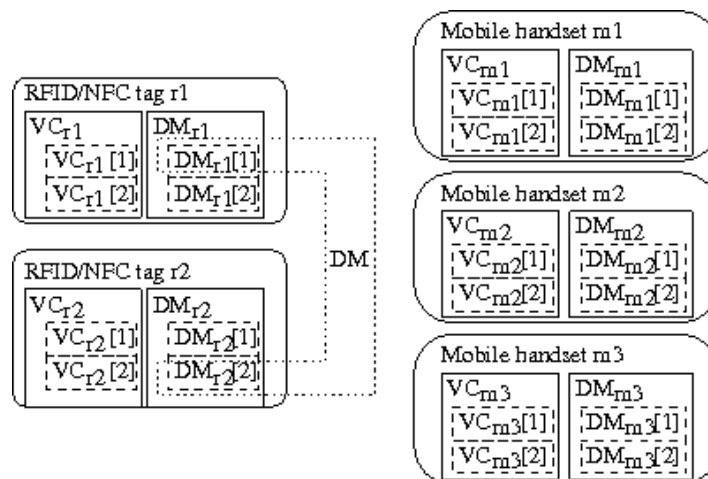 RFID/NFC tag r1
VCr1 DMr1
VCr1 [1] DMr1[1]
VCr1 [2] DMr1[2]
RFID/NFC tag r2
VCr2 DMr2
VCr2 [1] DMr2[1]
VCr2 [2] DMr2[2]
DM
Mobile handset m1
VCm1 DMm1
VCm1[1] DMm1[1]
VCm1[2] DMm1[2]
Mobile handset m2
VCm2 DMm2
VCm2[1] DMm2[1]
VCm2[2] DMm2[2]
Mobile handset m3
VCm3 DMm3
VCm3[1] DMm3[1]
VCm3[2] DMm3[2]